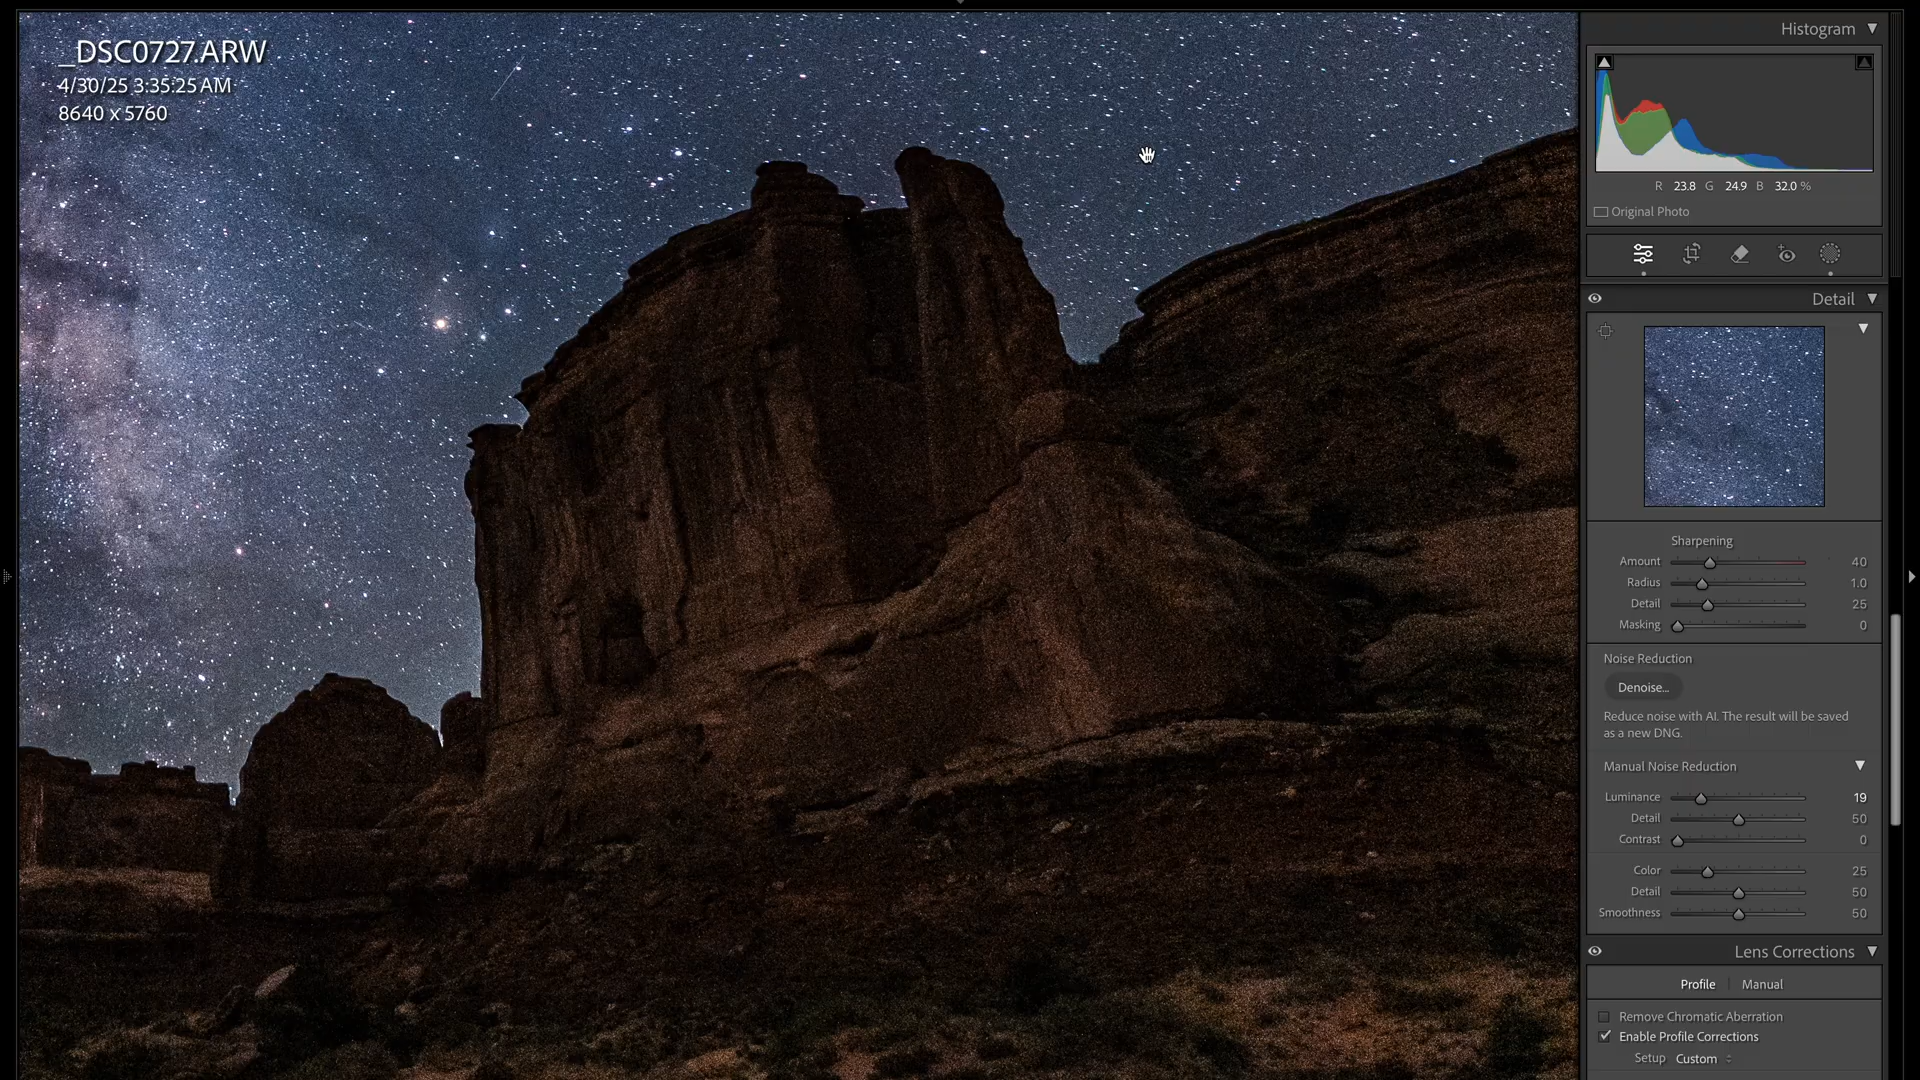 _DSC0727.ARW
4/30/25 3:35:25 AM
8640 x 5760
Histogram
R 23.8 G 24.9 B 32.0 %
Original Photo
Detail
Sharpening
Amount 40
Radius 1.0
Detail 25
Masking 0
Noise Reduction
Denoise...
Reduce noise with AI. The result will be saved
as a new DNG.
Manual Noise Reduction
Luminance 19
Detail 50
Contrast 0
Color 25
Detail 50
Smoothness 50
Lens Corrections
Profile Manual
Remove Chromatic Aberration
Enable Profile Corrections
Setup Custom